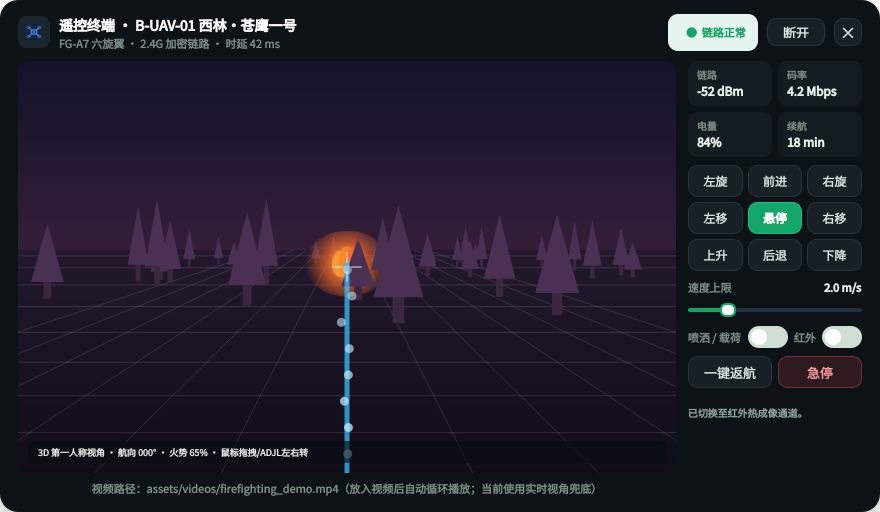 遥控终端 · B-UAV-01 西林·苍鹰一号
FG-A7 六旋翼 · 2.4G 加密链路 · 时延 42 ms
链路正常
断开
链路
-52 dBm
码率
4.2 Mbps
电量
84%
续航
18 min
左旋
前进
右旋
左移
悬停
右移
上升
后退
下降
速度上限
2.0 m/s
喷洒 / 载荷
红外
一键返航
急停
已切换至红外热成像通道。
3D 第一人称视角 · 航向 000° · 火势 65% · 鼠标拖拽/ADJL左右转
视频路径：assets/videos/firefighting_demo.mp4（放入视频后自动循环播放；当前使用实时视角兜底）